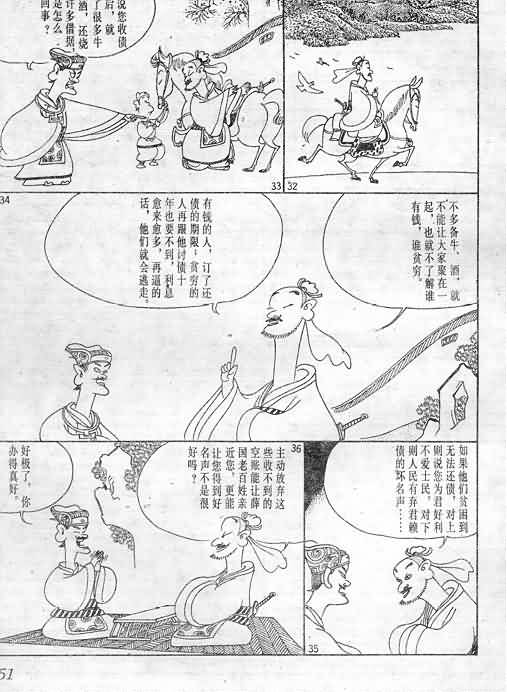 32
说您收债
后，就
了很多牛
酒，还烧
许多借据
是怎么
回事？
33
34
不多备牛、酒，就
不能让大家聚在一
起，也就不了解谁
有钱，谁贫穷。
有钱的人，订了还
债的期限；贫穷的
人再跟他讨债十
年也要不到，利息
愈来愈多，再逼的
话，他们就会逃走。
如果他们贫困到
无法还债，对上
则说您为君好利
不爱士民，对下
则人民有弃君赖
债的坏名声……
35
36
主动放弃这
些收不到的
空账能让薛
国老百姓亲
近您，更能
让您得到好
名声不是很
好吗？
好极了，你
办得真好。
51